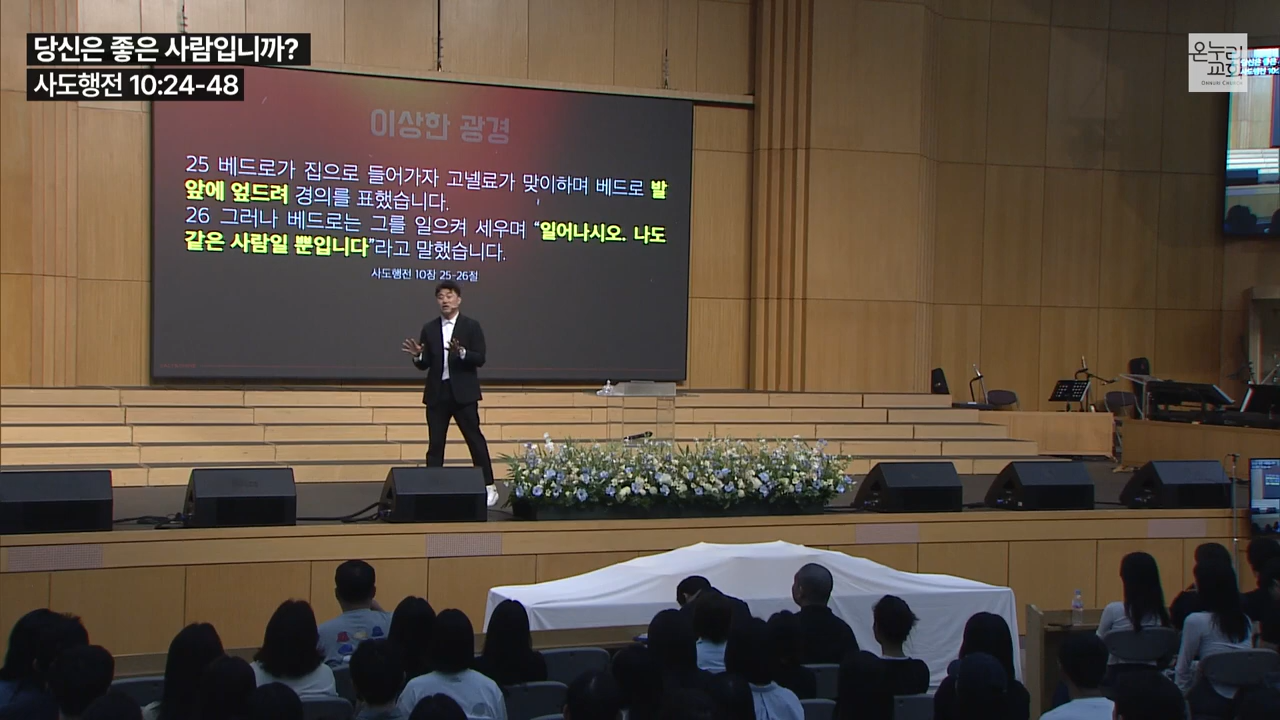 당신은 좋은 사람입니까?
사도행전 10:24-48
온누리
교회
ONNURI CHURCH
이상한 광경
25 베드로가 집으로 들어가자 고넬료가 맞이하며 베드로 발
앞에 엎드려 경의를 표했습니다.
26 그러나 베드로는 그를 일으켜 세우며 “일어나시오. 나도
같은 사람일 뿐입니다”라고 말했습니다.
사도행전 10장 25-26절